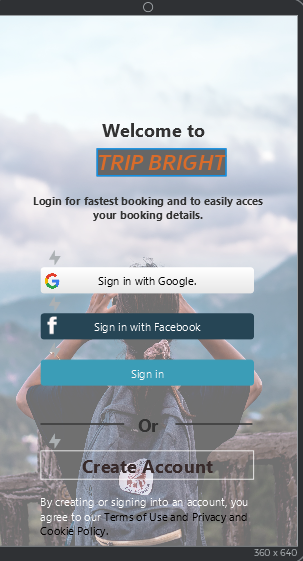 Welcome to
TRIP BRIGHT
Login for fastest booking and to easily acces
your booking details.
Sign in with Google.
f
Sign in with Facebook
Sign in
Or
Create Account
By creating or signing into an account, you
agree to our Terms of Use and Privacy and
Cookie Policy.
360 x 640